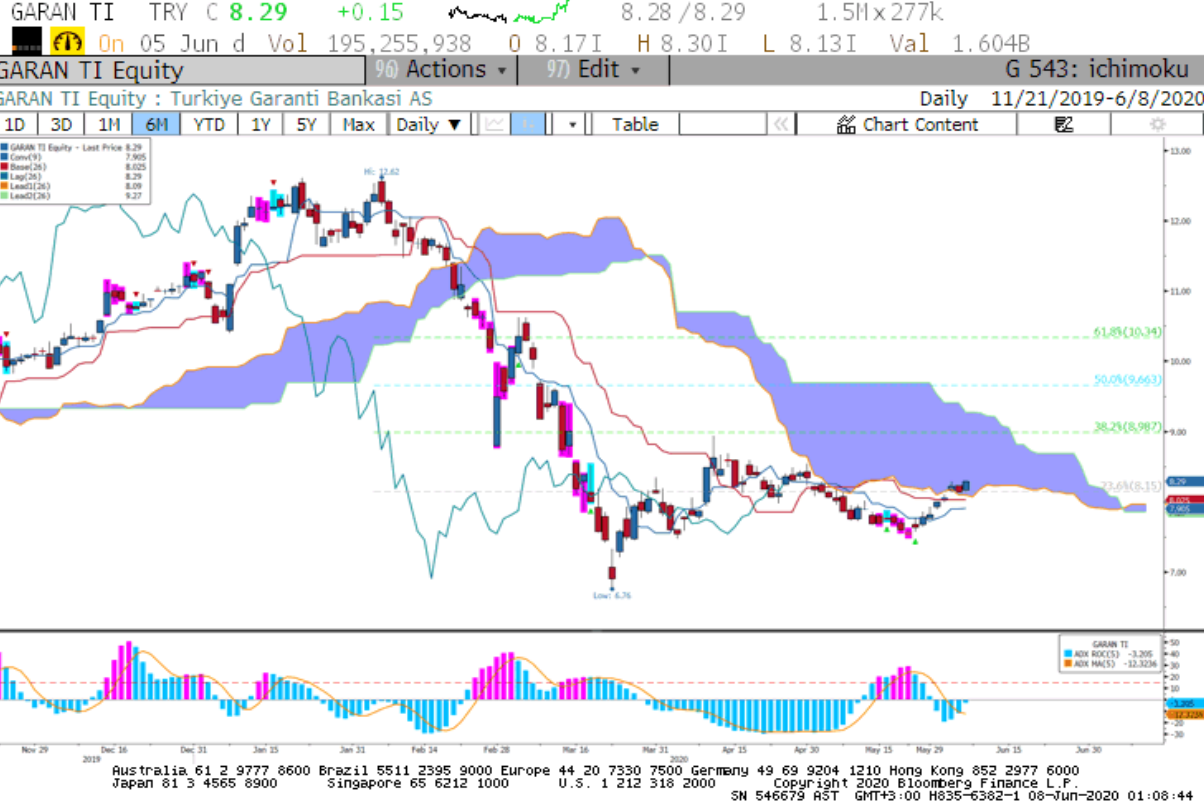 GARAN TI TRY C 8.29 +0.15 8.28/8.29 1.5M x 277k
On 05 Jun d Vol 195,255,938 O 8.17I H 8.30I L 8.13I Val 1.604B
GARAN TI Equity 96) Actions 97) Edit G 543: ichimoku
GARAN TI Equity : Turkiye Garanti Bankasi AS Daily 11/21/2019-6/8/2020
1D 3D 1M 6M YTD 1Y 5Y Max Daily ▼ Table « Chart Content
GARAN TI Equity - Last Price 8.29
Conv(9) 7.905
Base(26) 8.025
Lag(26) 8.29
Lead1(26) 8.09
Lead2(26) 9.27
13.00
Hi: 12.62
12.00
11.00
61,8%(10,34)
10.00
50,0%(9,663)
38,2%(8,987)
9.00
23,6%(8,15)
8.29
8.025
7.905
7.00
Low: 6.76
GARAN TI
ADX ROC(5) -3.205
ADX MA(5) -12.3236
50
40
30
20
10
-3.205
-12.3236
-20
-30
Nov 29 Dec 16 Dec 31 Jan 15 Jan 31 Feb 14 Feb 28 Mar 16 Mar 31 Apr 15 Apr 30 May 15 May 29 Jun 15 Jun 30
2019 2020
Australia 61 2 9777 8600 Brazil 5511 2395 9000 Europe 44 20 7330 7500 Germany 49 69 9204 1210 Hong Kong 852 2977 6000
Japan 81 3 4565 8900 Singapore 65 6212 1000 U.S. 1 212 318 2000 Copyright 2020 Bloomberg Finance L.P.
SN 546679 AST GMT+3:00 H835-6382-1 08-Jun-2020 01:08:44